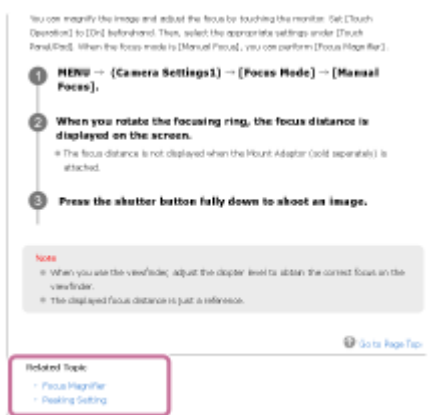 You can magnify the image and adjust the focus by touching the monitor. Set [Touch
Operation] to [On] beforehand. Then, select the appropriate settings under [Touch
Panel/Pad]. When the focus mode is [Manual Focus], you can perform [Focus Magnifier].
1 MENU → (Camera Settings1) → [Focus Mode] → [Manual
Focus].
2 When you rotate the focusing ring, the focus distance is
displayed on the screen.
The focus distance is not displayed when the Mount Adaptor (sold separately) is
attached.
3 Press the shutter button fully down to shoot an image.
Note
When you use the viewfinder, adjust the diopter level to obtain the correct focus on the
viewfinder.
The displayed focus distance is just a reference.
Go to Page Top
Related Topic
Focus Magnifier
Peaking Setting